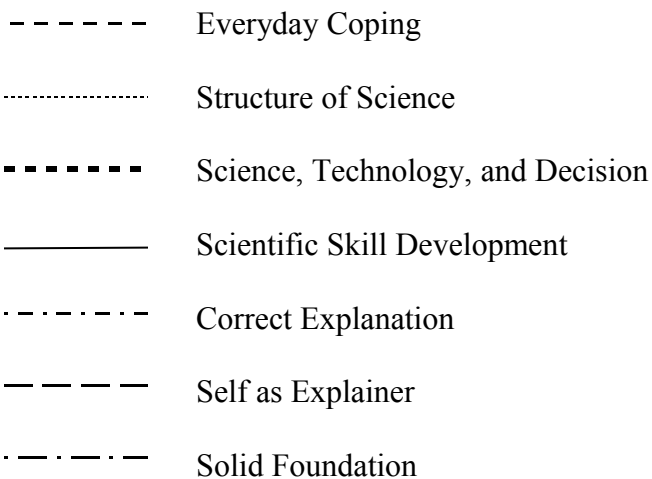 Everyday Coping
Structure of Science
Science, Technology, and Decision
Scientific Skill Development
Correct Explanation
Self as Explainer
Solid Foundation